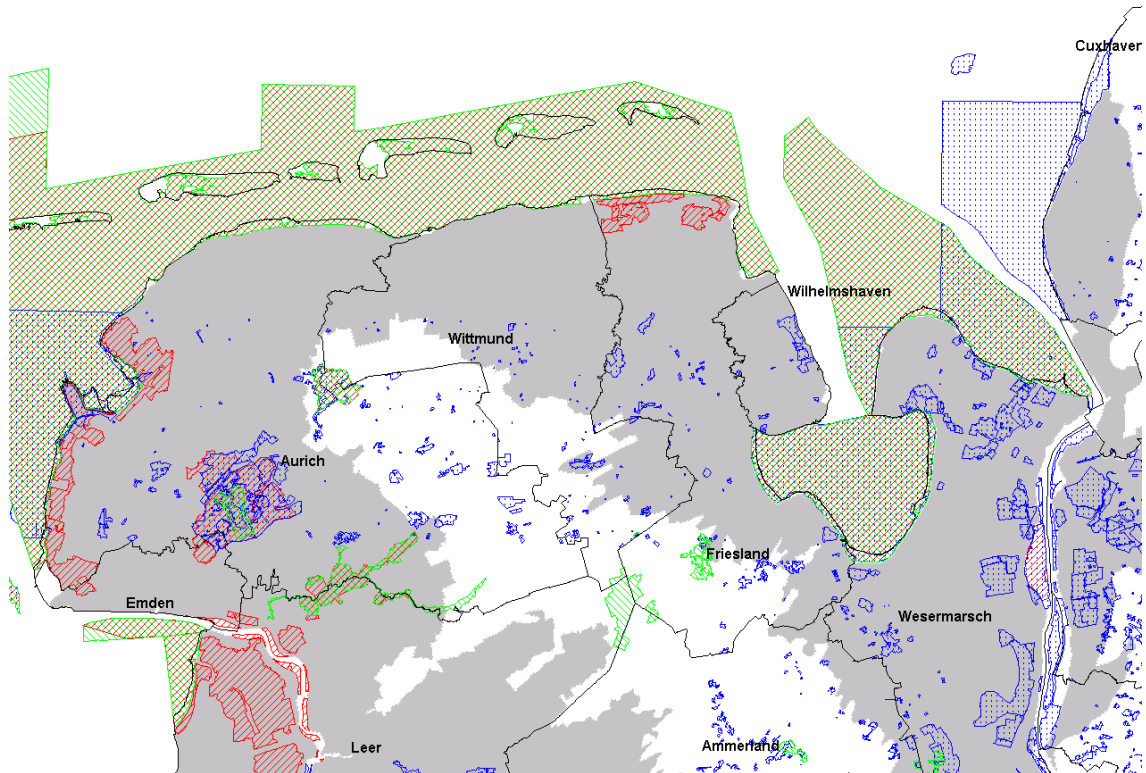 Cuxhaven
Wilhelmshaven
Wittmund
Aurich
Friesland
Emden
Wesermarsch
Leer
Ammerland